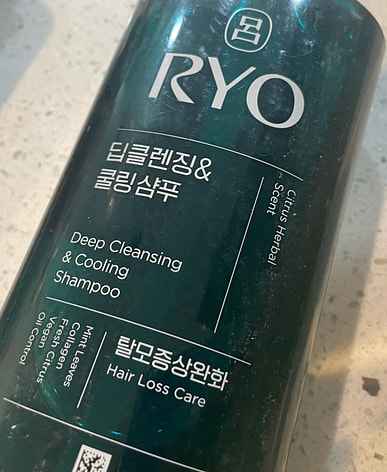 呂
RYO
딥클렌징&
쿨링샴푸
Citrus Herbal
Scent
Deep Cleansing
& Cooling
Shampoo
Mint Leaves
Collagen
Fresh Citrus
Vegan
Oil Control
탈모증상완화
Hair Loss Care